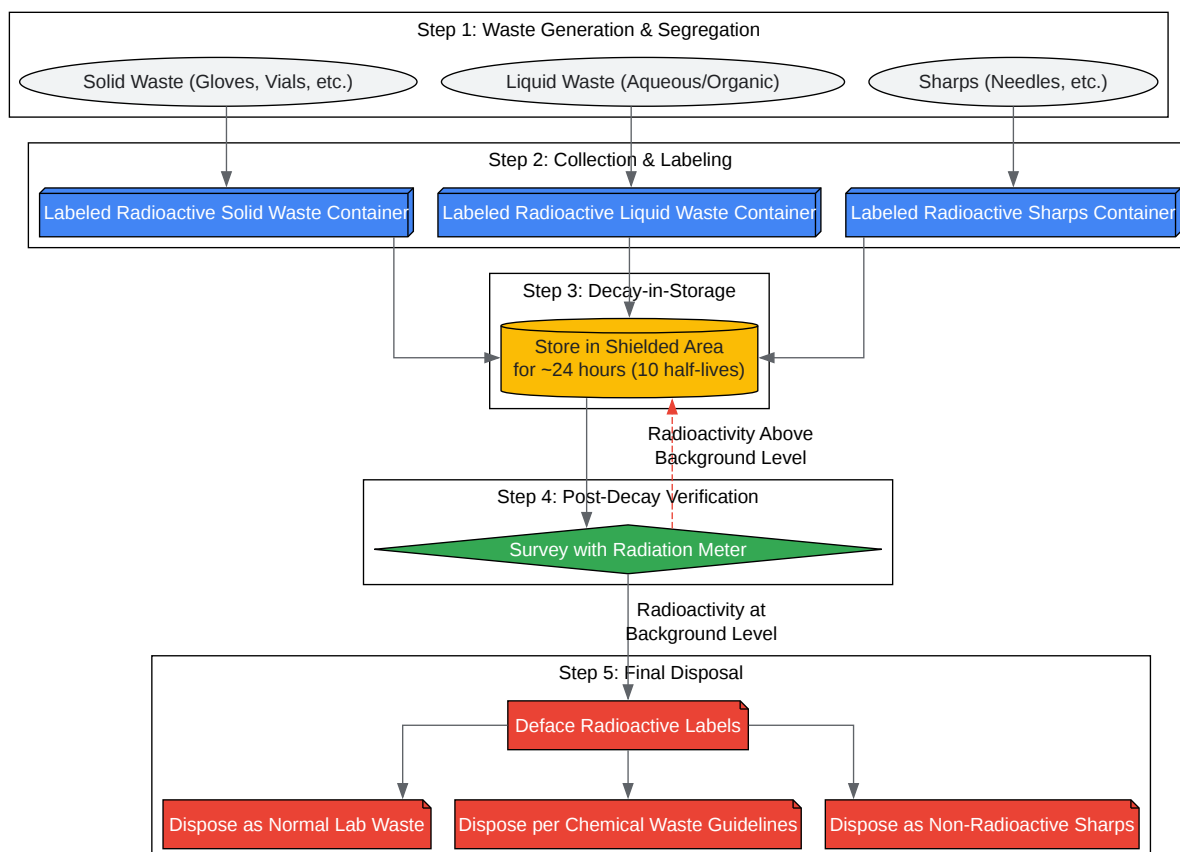 Step 1: Waste Generation & Segregation
Solid Waste (Gloves, Vials, etc.)
Liquid Waste (Aqueous/Organic)
Sharps (Needles, etc.)
Step 2: Collection & Labeling
Labeled Radioactive Solid Waste Container
Labeled Radioactive Liquid Waste Container
Labeled Radioactive Sharps Container
Step 3: Decay-in-Storage
Store in Shielded Area
for ~24 hours (10 half-lives)
Radioactivity Above
Background Level
Step 4: Post-Decay Verification
Survey with Radiation Meter
Radioactivity at
Background Level
Step 5: Final Disposal
Deface Radioactive Labels
Dispose as Normal Lab Waste
Dispose per Chemical Waste Guidelines
Dispose as Non-Radioactive Sharps